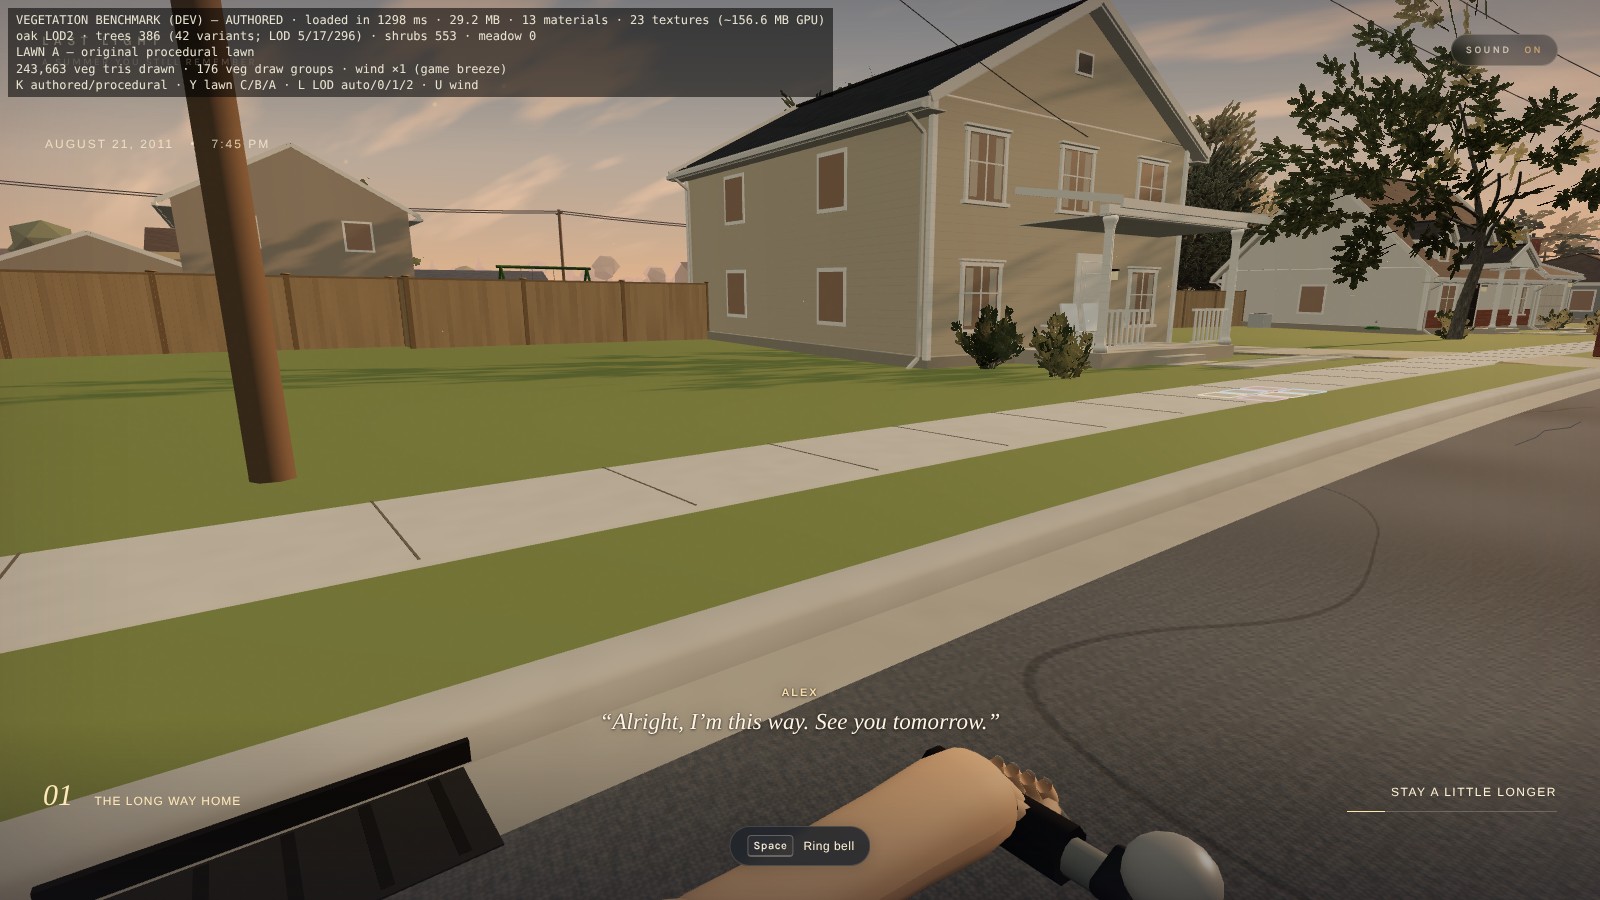 VEGETATION BENCHMARK (DEV) — AUTHORED · loaded in 1298 ms · 29.2 MB · 13 materials · 23 textures (~156.6 MB GPU)
oak LOD2 · trees 386 (42 variants; LOD 5/17/296) · shrubs 553 · meadow 0
LAST LIGHT
LAWN A — original procedural lawn
243,663 veg tris drawn · 176 veg draw groups · wind ×1 (game breeze)
K authored/procedural · Y lawn C/B/A · L LOD auto/0/1/2 · U wind
SOUND ON
AUGUST 21, 2011 • 7:45 PM
ALEX
“Alright, I’m this way. See you tomorrow.”
01 THE LONG WAY HOME
STAY A LITTLE LONGER
Space Ring bell